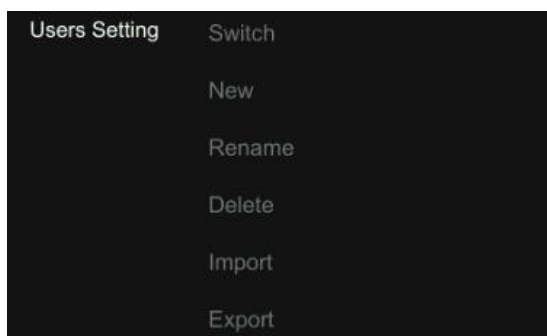 Users Setting Switch
New
Rename
Delete
Import
Export